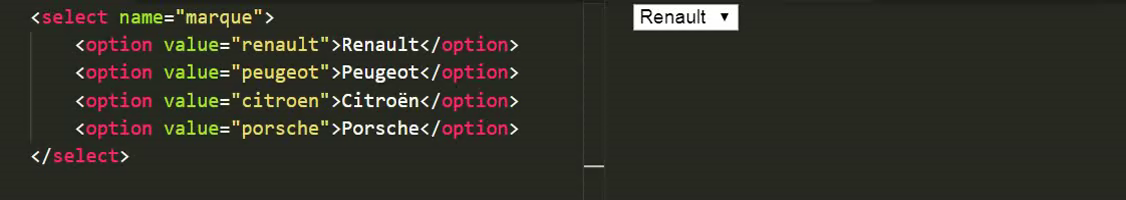 <select name="marque">
    <option value="renault">Renault</option>
    <option value="peugeot">Peugeot</option>
    <option value="citroen">Citroën</option>
    <option value="porsche">Porsche</option>
</select>
Renault ▼